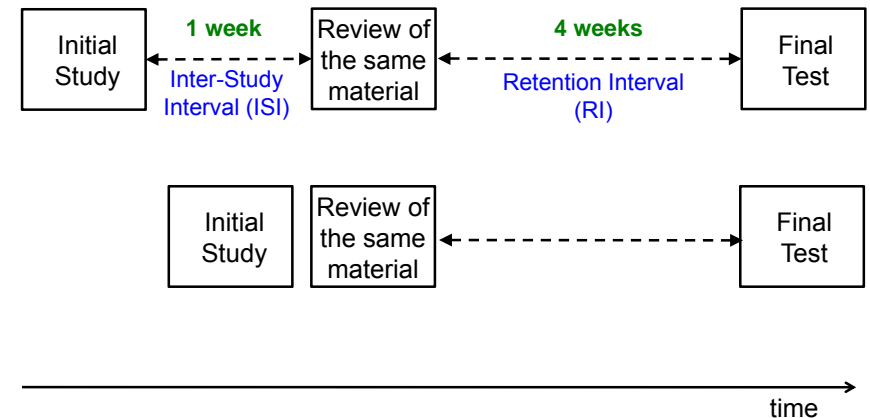 Initial
Study
1 week
Inter-Study
Interval (ISI)
Review of
the same
material
4 weeks
Retention Interval
(RI)
Final
Test
Initial
Study
Review of
the same
material
Final
Test
time